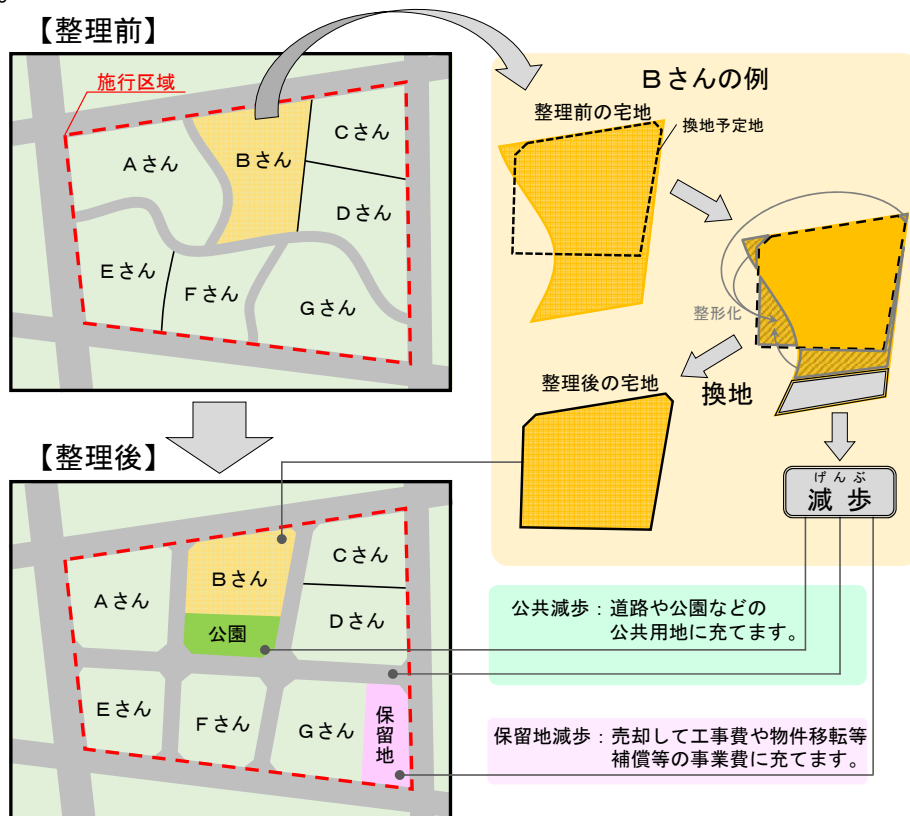 【整理前】
施行区域
Aさん
Bさん
Cさん
Dさん
Eさん
Fさん
Gさん
Bさんの例
整理前の宅地
換地予定地
整形化
換地
整理後の宅地
げんぶ
減歩
【整理後】
Aさん
Bさん
公園
Cさん
Dさん
Eさん
Fさん
Gさん
保留地
公共減歩：道路や公園などの
公共用地に充てます。
保留地減歩：売却して工事費や物件移転等
補償等の事業費に充てます。